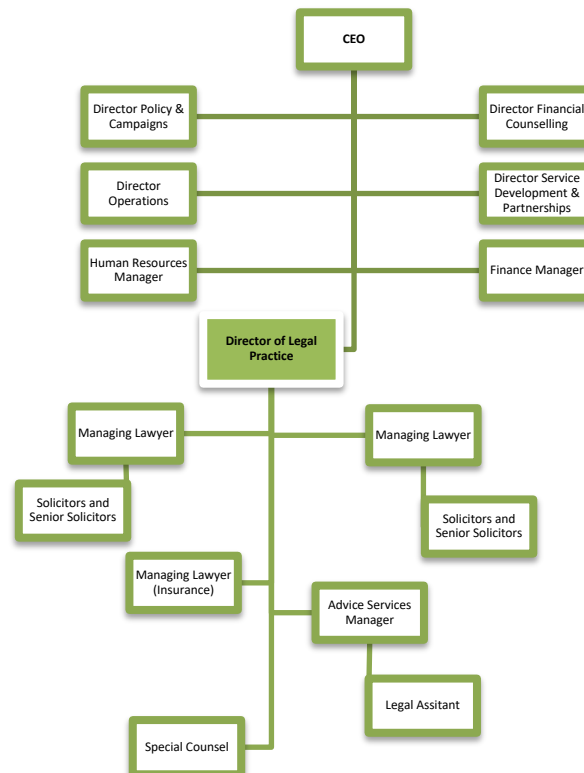 CEO
Director Policy &
Campaigns
Director Financial
Counselling
Director
Operations
Director Service
Development &
Partnerships
Human Resources
Manager
Finance Manager
Director of Legal
Practice
Managing Lawyer
Managing Lawyer
Solicitors and
Senior Solicitors
Solicitors and
Senior Solicitors
Managing Lawyer
(Insurance)
Advice Services
Manager
Legal Assitant
Special Counsel